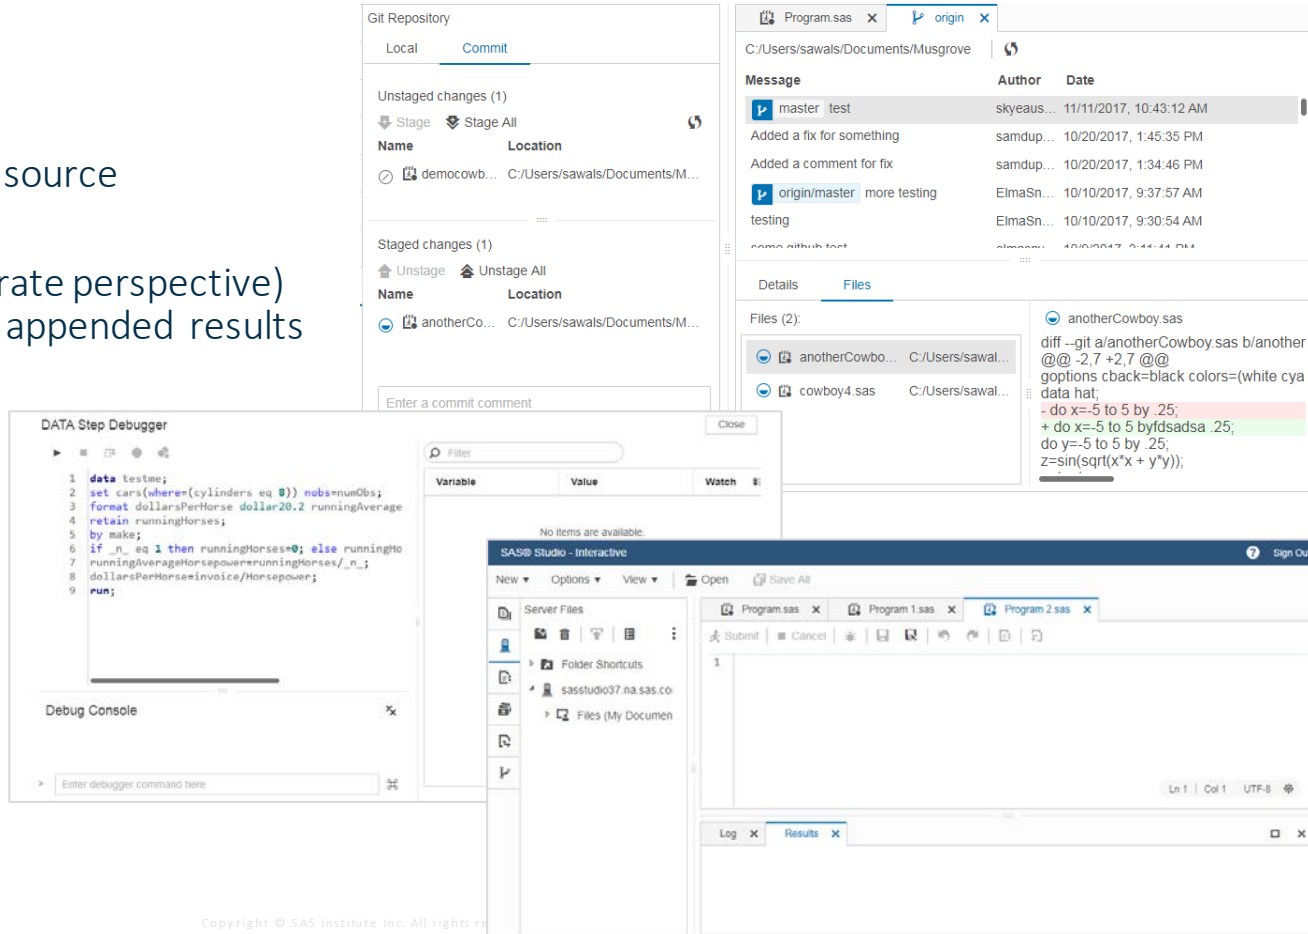 source
rate perspective)
appended results
Git Repository
Local Commit
Unstaged changes (1)
Stage Stage All
Name Location
democowb... C:/Users/sawals/Documents/M...
Staged changes (1)
Unstage Unstage All
Name Location
anotherCo... C:/Users/sawals/Documents/M...
Enter a commit comment
Program.sas origin
C:/Users/sawals/Documents/Musgrove
Message Author Date
master test skyeaus... 11/11/2017, 10:43:12 AM
Added a fix for something samdup... 10/20/2017, 1:45:35 PM
Added a comment for fix samdup... 10/20/2017, 1:34:46 PM
origin/master more testing ElmaSn... 10/10/2017, 9:37:57 AM
testing ElmaSn... 10/10/2017, 9:30:54 AM
some github test
Details Files
Files (2):
anotherCowbo... C:/Users/sawal...
cowboy4.sas C:/Users/sawal...
anotherCowboy.sas
diff --git a/anotherCowboy.sas b/another
@@ -2,7 +2,7 @@
goptions cback=black colors=(white cya
data hat;
- do x=-5 to 5 by .25;
+ do x=-5 to 5 byfdsadsa .25;
do y=-5 to 5 by .25;
z=sin(sqrt(x*x + y*y));
DATA Step Debugger
Close
Filter
Variable Value Watch
No items are available.
1 data testme;
2 set cars(where=(cylinders eq 8)) nobs=numObs;
3 format dollarsPerHorse dollar20.2 runningAverage
4 retain runningHorses;
5 by make;
6 if _n_ eq 1 then runningHorses=0; else runningHo
7 runningAverageHorsepower=runningHorses/_n_;
8 dollarsPerHorse=invoice/Horsepower;
9 run;
Debug Console
> Enter debugger command here
SAS® Studio - Interactive
? Sign Ou
New Options View Open Save All
Server Files
Folder Shortcuts
sasstudio37.na.sas.co
Files (My Documen
Program.sas Program 1.sas Program 2.sas
Submit Cancel
1
Ln 1 Col 1 UTF-8
Log Results
Copyright © SAS Institute Inc. All rights re